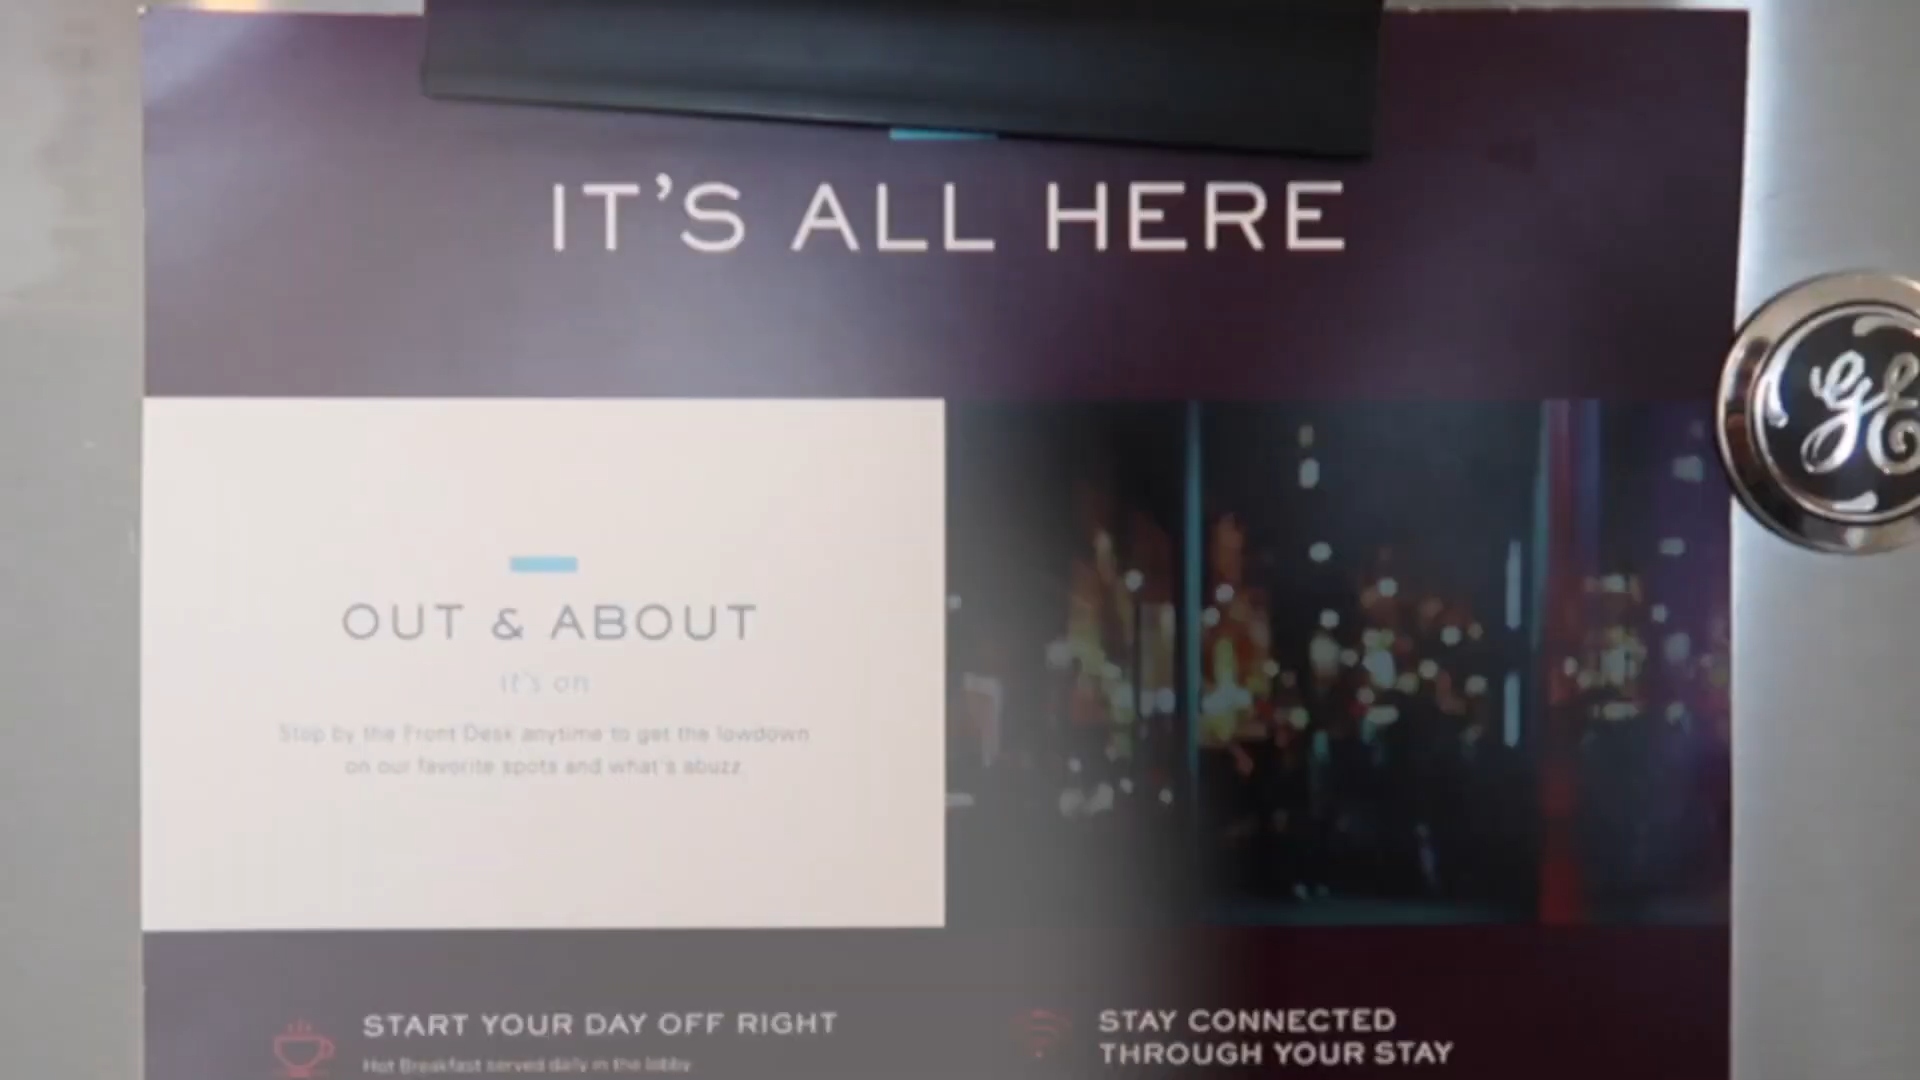 IT'S ALL HERE
GE
OUT & ABOUT
it's on
Stop by the Front Desk anytime to get the lowdown
on our favorite spots and what's abuzz.
START YOUR DAY OFF RIGHT
Hot Breakfast served daily in the lobby
STAY CONNECTED
THROUGH YOUR STAY